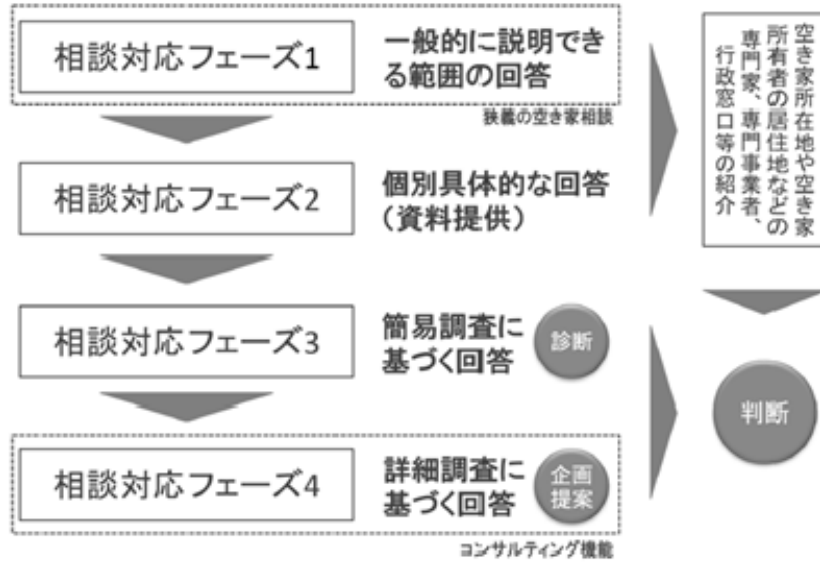 相談対応フェーズ1
一般的に説明でき
る範囲の回答
狭義の空き家相談
相談対応フェーズ2
個別具体的な回答
（資料提供）
相談対応フェーズ3
簡易調査に
基づく回答
診断
相談対応フェーズ4
詳細調査に
基づく回答
企画
提案
コンサルティング機能
空き家所在地や空き家
所有者の居住地などの
専門家、専門事業者、
行政窓口等の紹介
判断